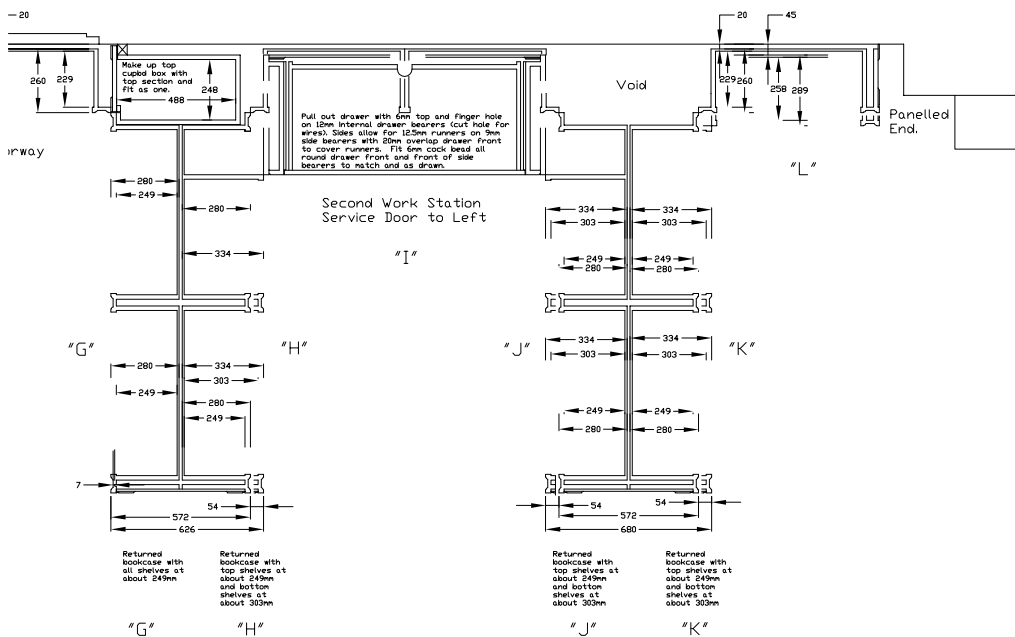 20
20
45
260
229
Make up top
cupbd box with
top section and
fit as one.
248
488
Pull out drawer with 6mm top and finger hole
on 12mm internal drawer bearers (cut hole for
wires). Sides allow for 12.5mm runners on 9mm
side bearers with 20mm overlap drawer front
to cover runners. Fit 6mm cock bead all
round drawer front and front of side
bearers to match and as drawn.
Void
229
260
258
289
Panelled
End.
orway
"L"
280
249
280
334
Second Work Station
Service Door to Left
"I"
334
334
303
303
249
249
280
280
"G"
"H"
"J"
"K"
280
334
303
249
280
249
334
334
303
303
249
249
280
280
7
54
572
626
54
54
572
680
Returned
bookcase with
all shelves at
about 249mm
Returned
bookcase with
top shelves at
about 249mm
and bottom
shelves at
about 303mm
Returned
bookcase with
top shelves at
about 249mm
and bottom
shelves at
about 303mm
Returned
bookcase with
top shelves at
about 249mm
and bottom
shelves at
about 303mm
"G"
"H"
"J"
"K"